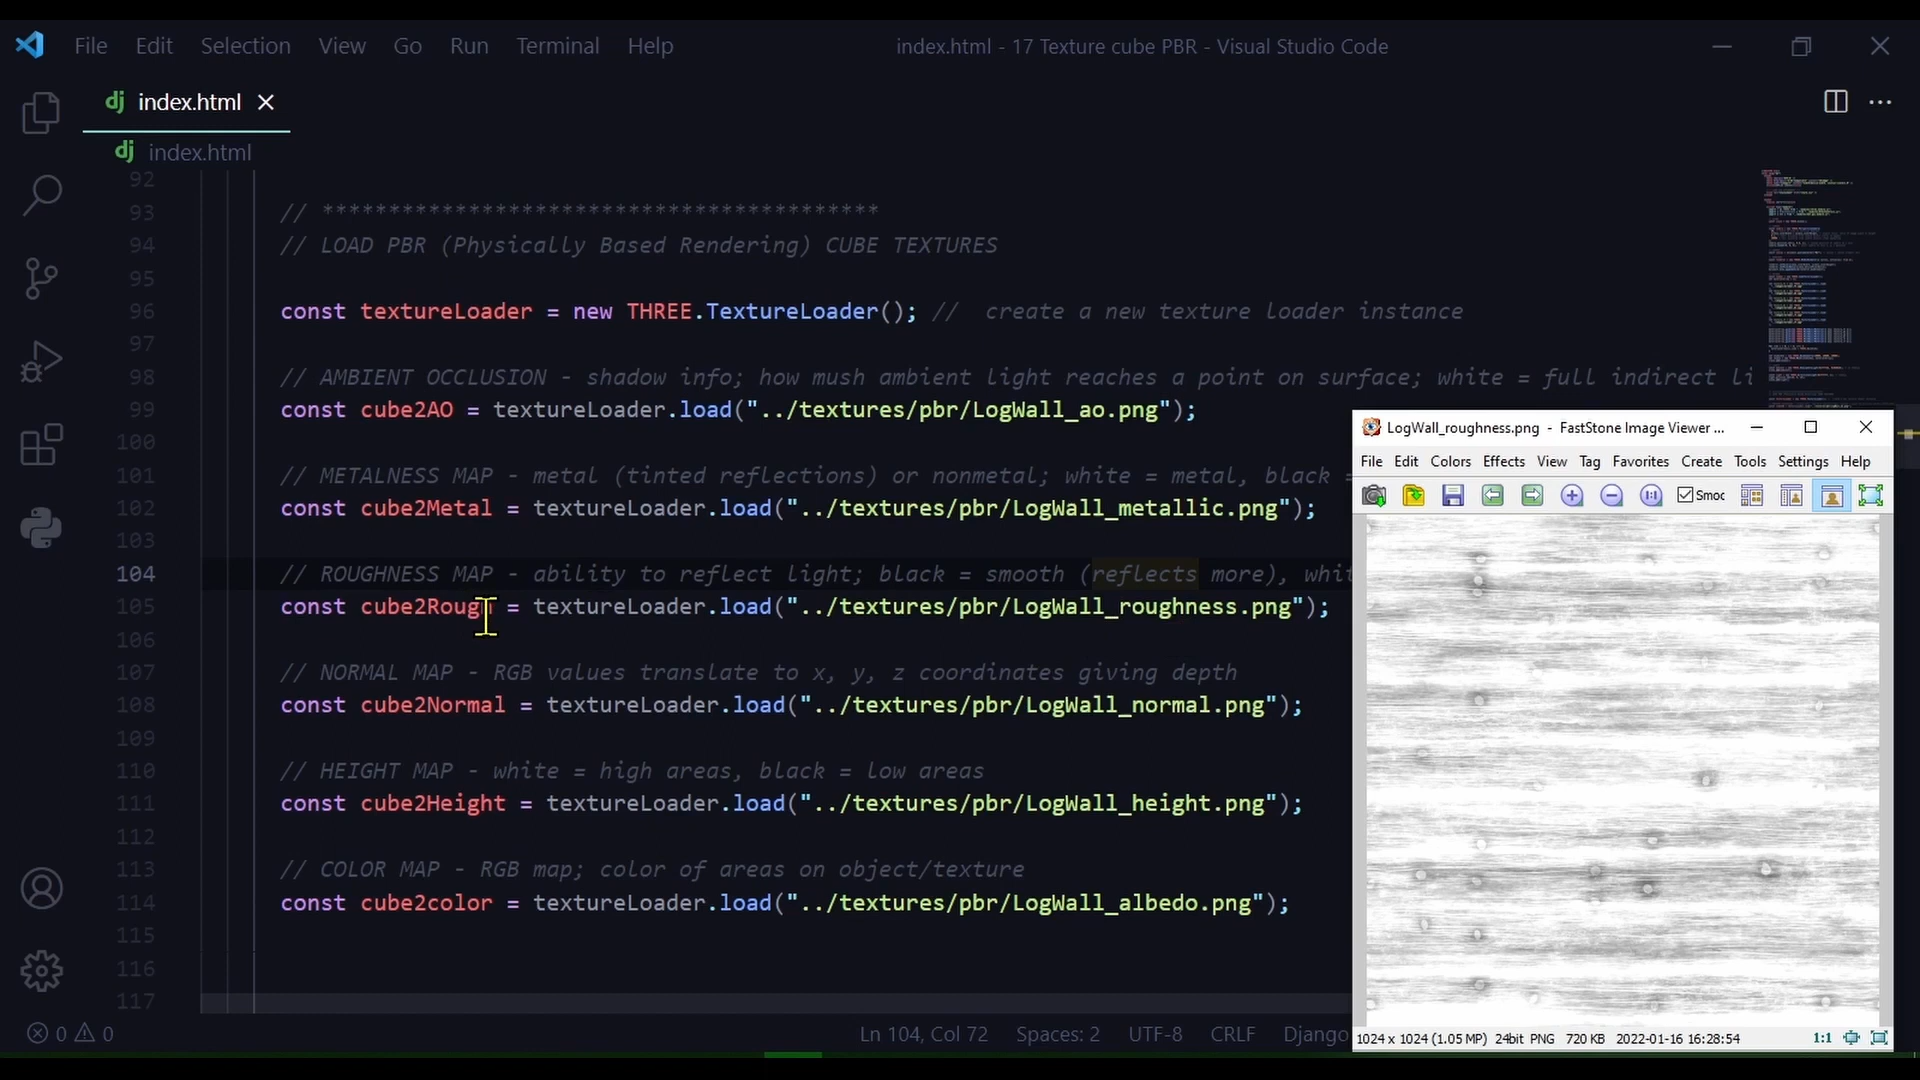 File Edit Selection View Go Run Terminal Help index.html - 17 Texture cube PBR - Visual Studio Code
dj index.html
dj index.html
92
93 // ******************************************
94 // LOAD PBR (Physically Based Rendering) CUBE TEXTURES
95
96 const textureLoader = new THREE.TextureLoader(); //  create a new texture loader instance
97
98 // AMBIENT OCCLUSION - shadow info; how mush ambient light reaches a point on surface; white = full indirect li
99 const cube2AO = textureLoader.load("../textures/pbr/LogWall_ao.png");
100
101 // METALNESS MAP - metal (tinted reflections) or nonmetal; white = metal, black =
102 const cube2Metal = textureLoader.load("../textures/pbr/LogWall_metallic.png");
103
104 // ROUGHNESS MAP - ability to reflect light; black = smooth (reflects more), whit
105 const cube2Rough = textureLoader.load("../textures/pbr/LogWall_roughness.png");
106
107 // NORMAL MAP - RGB values translate to x, y, z coordinates giving depth
108 const cube2Normal = textureLoader.load("../textures/pbr/LogWall_normal.png");
109
110 // HEIGHT MAP - white = high areas, black = low areas
111 const cube2Height = textureLoader.load("../textures/pbr/LogWall_height.png");
112
113 // COLOR MAP - RGB map; color of areas on object/texture
114 const cube2color = textureLoader.load("../textures/pbr/LogWall_albedo.png");
115
116
117
0 0 Ln 104, Col 72 Spaces: 2 UTF-8 CRLF Django
LogWall_roughness.png - FastStone Image Viewer ...
File Edit Colors Effects View Tag Favorites Create Tools Settings Help
1:1 Smoc
1024 x 1024 (1.05 MP) 24bit PNG 720 KB 2022-01-16 16:28:54 1:1